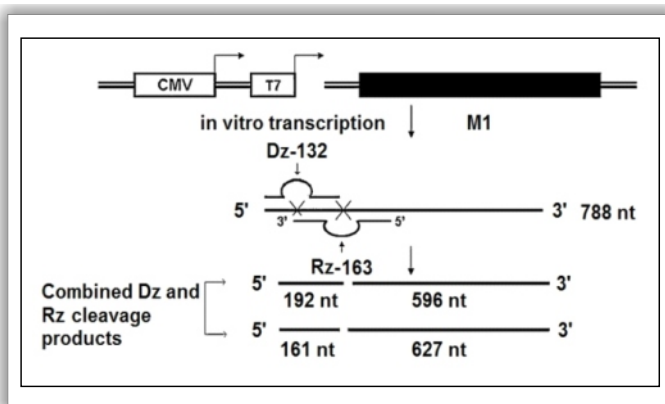 CMV T7
in vitro transcription M1
Dz-132
5' 3' 788 nt
3' 5'
Rz-163
Combined Dz and
Rz cleavage
products
5' 3'
192 nt 596 nt
5' 3'
161 nt 627 nt